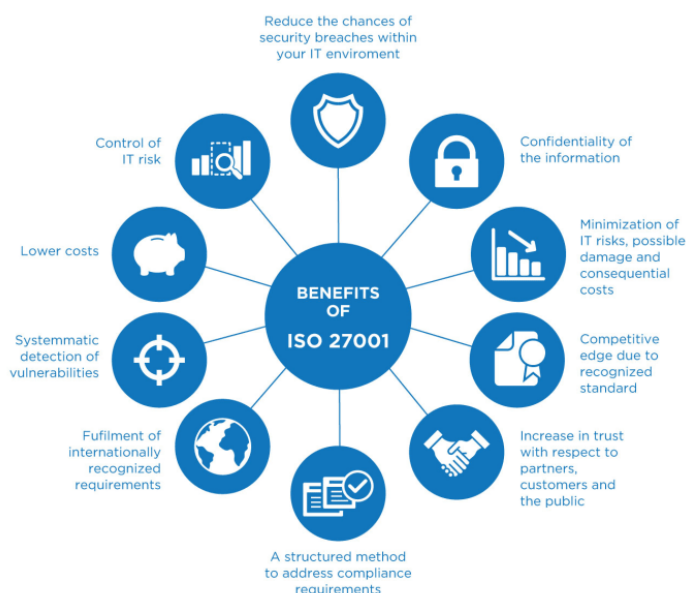 Reduce the chances of
security breaches within
your IT enviroment
Control of
IT risk
Confidentiality of
the information
Lower costs
Minimization of
IT risks, possible
damage and
consequential
costs
BENEFITS
OF
ISO 27001
Systemmatic
detection of
vulnerabilities
Competitive
edge due to
recognized
standard
Fufilment of
internationally
recognized
requirements
Increase in trust
with respect to
partners,
customers and
the public
A structured method
to address compliance
requirements